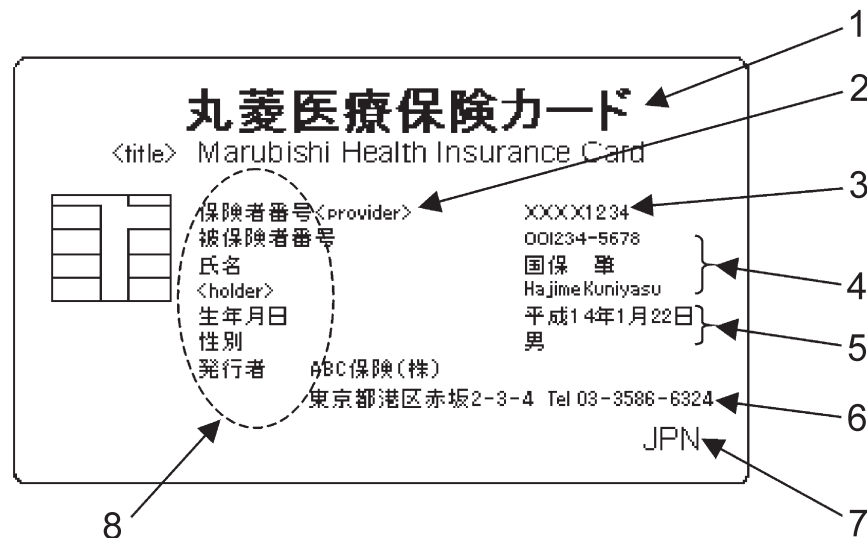 1
丸菱医療保険カード
2
<title> Marubishi Health Insurance Card
3
保険者番号<provider> XXXX1234
被保険者番号 001234-5678
氏名 国保 肇
4
<holder> Hajime Kuniyasu
生年月日 平成14年1月22日
5
性別 男
発行者 ABC保険(株)
東京都港区赤坂2-3-4 Tel 03-3586-6324
6
JPN
7
8